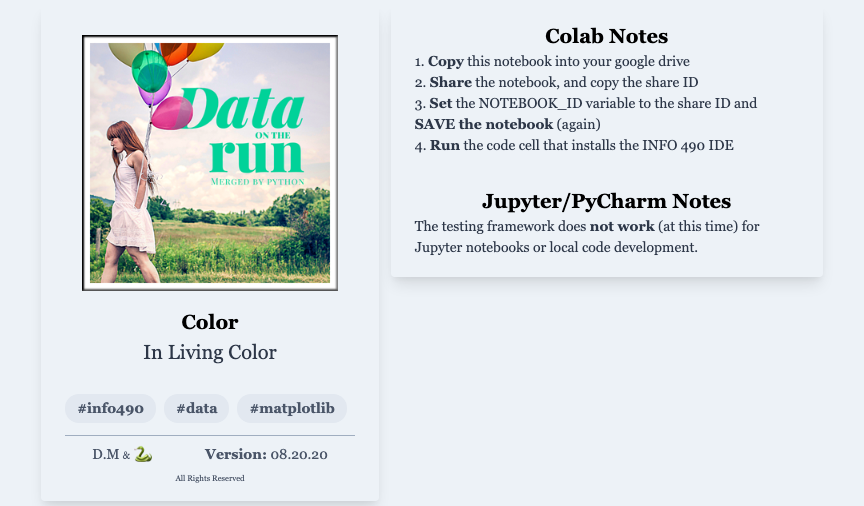 Data
ON THE
run
MERGED BY PYTHON
Color
In Living Color
#info490
#data
#matplotlib
D.M & 🐍
Version: 08.20.20
All Rights Reserved
Colab Notes
1. Copy this notebook into your google drive
2. Share the notebook, and copy the share ID
3. Set the NOTEBOOK_ID variable to the share ID and
SAVE the notebook (again)
4. Run the code cell that installs the INFO 490 IDE
Jupyter/PyCharm Notes
The testing framework does not work (at this time) for
Jupyter notebooks or local code development.